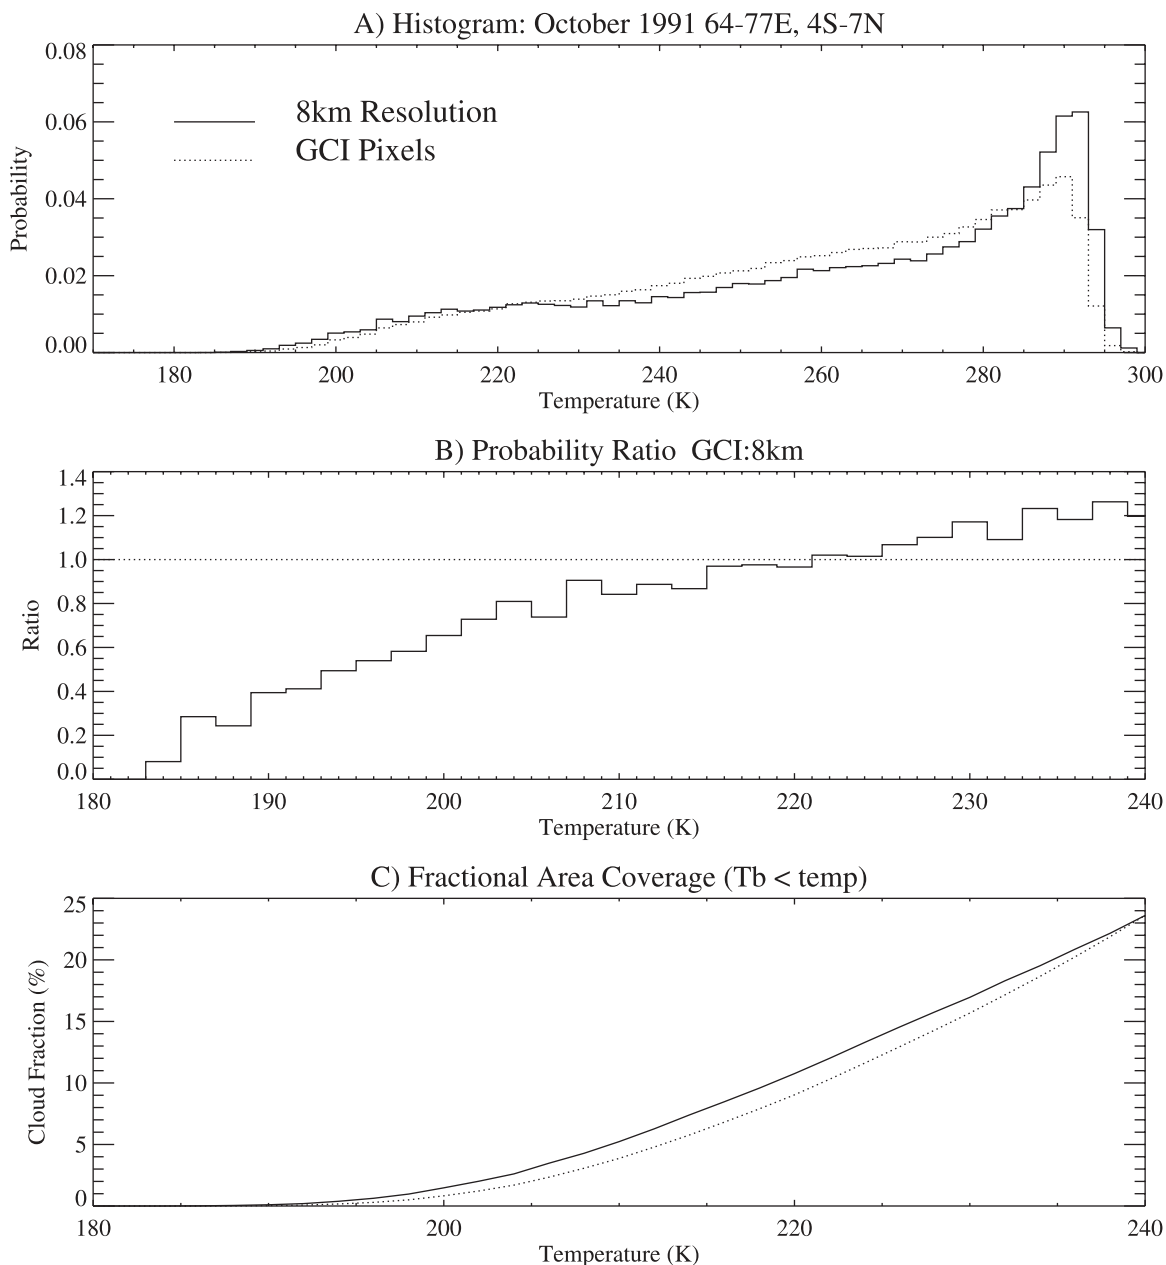 A) Histogram: October 1991 64-77E, 4S-7N
0.08
0.06
0.04
0.02
0.00
Probability
8km Resolution
GCI Pixels
180 200 220 240 260 280 300
Temperature (K)
B) Probability Ratio GCI:8km
1.4
1.2
1.0
0.8
0.6
0.4
0.2
0.0
Ratio
180 190 200 210 220 230 240
Temperature (K)
C) Fractional Area Coverage (Tb < temp)
25
20
15
10
5
0
Cloud Fraction (%)
180 200 220 240
Temperature (K)